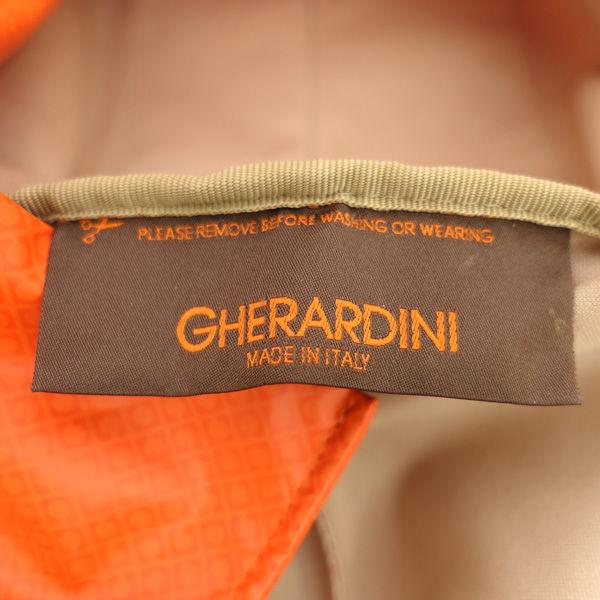 PLEASE REMOVE BEFORE WASHING OR WEARING
GHERARDINI
MADE IN ITALY